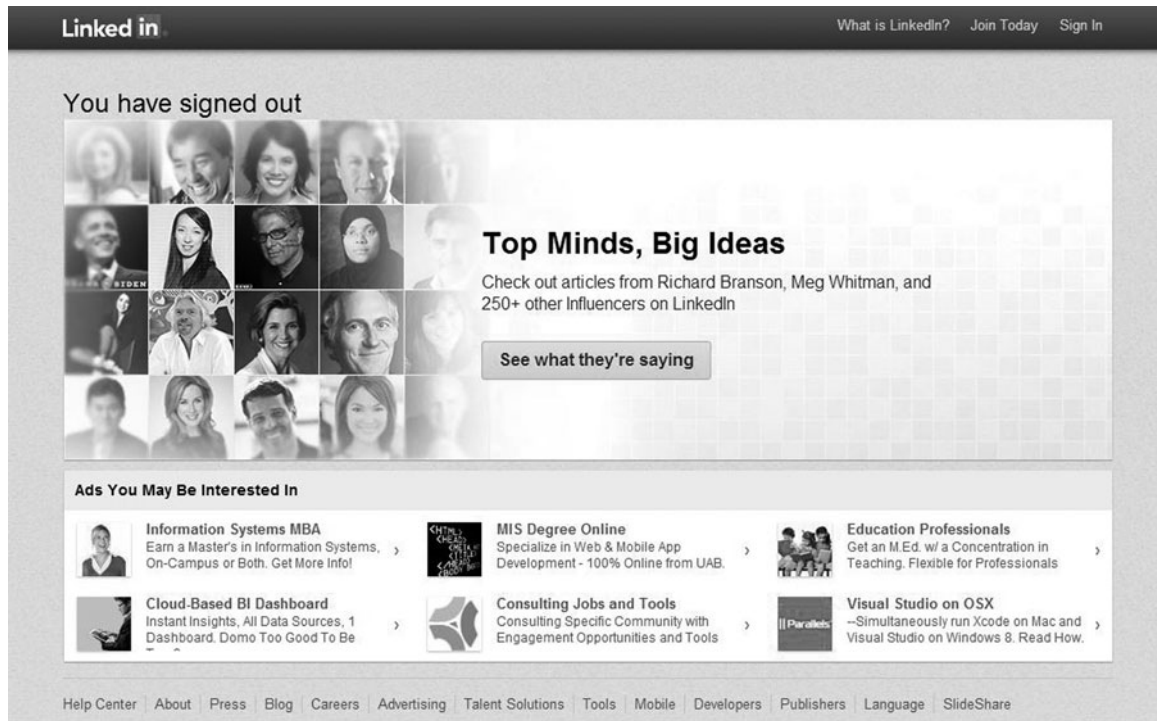 Linked in
What is LinkedIn? Join Today Sign In
You have signed out
BIDEN
Top Minds, Big Ideas
Check out articles from Richard Branson, Meg Whitman, and
250+ other Influencers on LinkedIn
See what they're saying
Ads You May Be Interested In
Information Systems MBA
Earn a Master's in Information Systems,
On-Campus or Both. Get More Info!
MIS Degree Online
Specialize in Web & Mobile App
Development - 100% Online from UAB.
<HTML>
<HEAD>
Education Professionals
Get an M.Ed. w/ a Concentration in
Teaching. Flexible for Professionals
Cloud-Based BI Dashboard
Instant Insights, All Data Sources, 1
Dashboard. Domo Too Good To Be
Consulting Jobs and Tools
Consulting Specific Community with
Engagement Opportunities and Tools
|| Parallels
Visual Studio on OSX
--Simultaneously run Xcode on Mac and
Visual Studio on Windows 8. Read How.
Help Center About Press Blog Careers Advertising Talent Solutions Tools Mobile Developers Publishers Language SlideShare